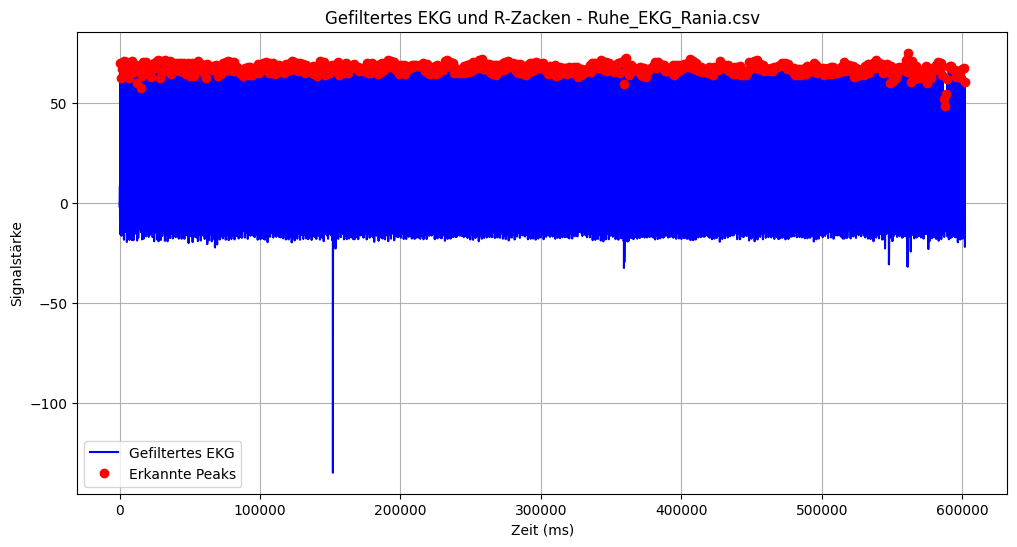 Gefiltertes EKG und R-Zacken - Ruhe_EKG_Rania.csv
Signalstärke
50
0
−50
−100
Gefiltertes EKG
Erkannte Peaks
0 100000 200000 300000 400000 500000 600000
Zeit (ms)